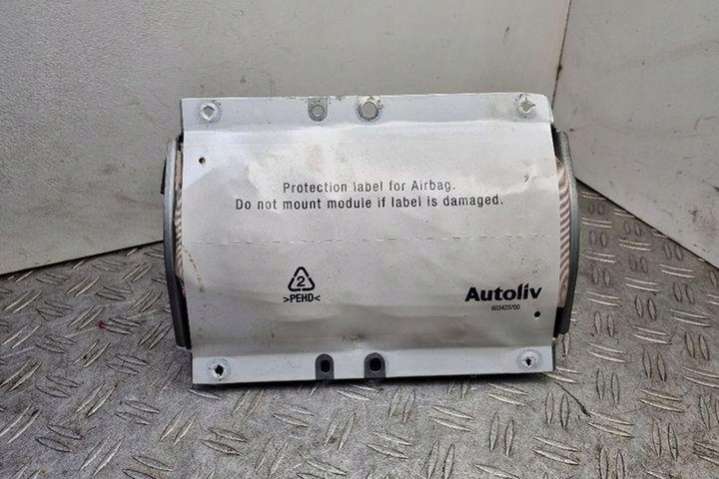 Protection label for Airbag.
Do not mount module if label is damaged.
2
>PEHD<
Autoliv